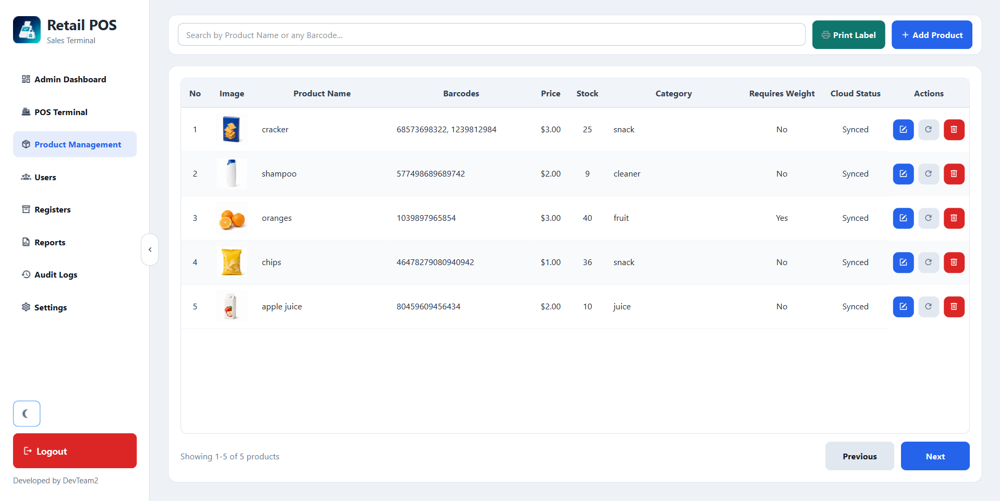 Retail POS
Sales Terminal
Admin Dashboard
POS Terminal
Product Management
Users
Registers
Reports
Audit Logs
Settings
Logout
Developed by DevTeam2
Search by Product Name or any Barcode...
Print Label
+ Add Product
No Image Product Name Barcodes Price Stock Category Requires Weight Cloud Status Actions
1 cracker 68573698322, 1239812984 $3.00 25 snack No Synced
2 shampoo 577498689689742 $2.00 9 cleaner No Synced
3 oranges 1039897965854 $3.00 40 fruit Yes Synced
4 chips 46478279080940942 $1.00 36 snack No Synced
5 apple juice 80459609456434 $2.00 10 juice No Synced
Showing 1-5 of 5 products
Previous
Next